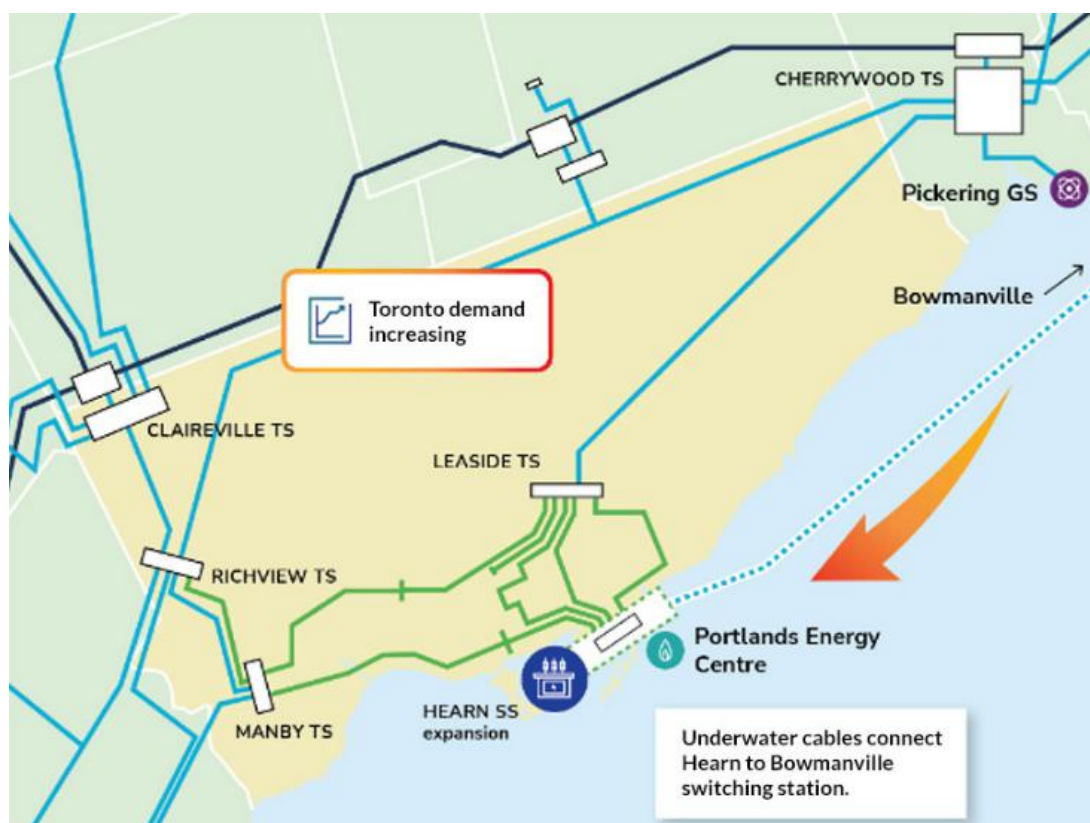 CHERRYWOOD TS
Pickering GS
Bowmanville
Toronto demand
increasing
CLAIREVILLE TS
LEASIDE TS
RICHVIEW TS
Portlands Energy
Centre
HEARN SS
expansion
MANBY TS
Underwater cables connect
Hearn to Bowmanville
switching station.